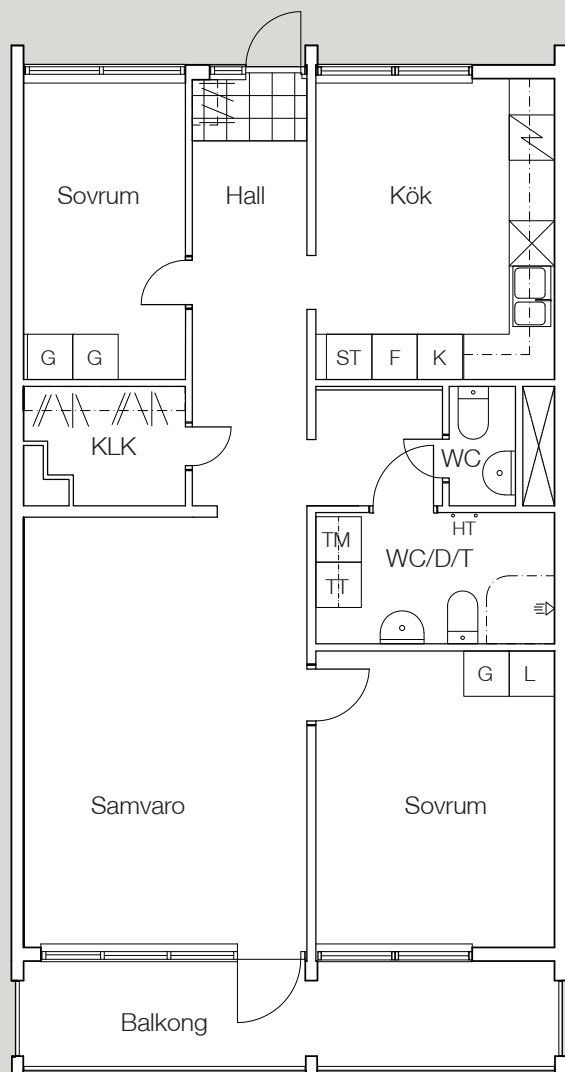 Sovrum
Hall
Kök
G G
ST F K
KLK
WC
HT
TM
WC/D/T
TT
G L
Samvaro
Sovrum
Balkong